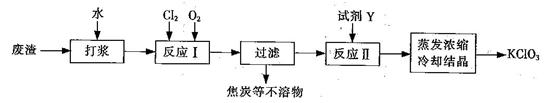 水
Cl₂ O₂
试剂 Y
废渣
打浆
反应Ⅰ
过滤
反应Ⅱ
蒸发浓缩
冷却结晶
KClO₃
焦炭等不溶物